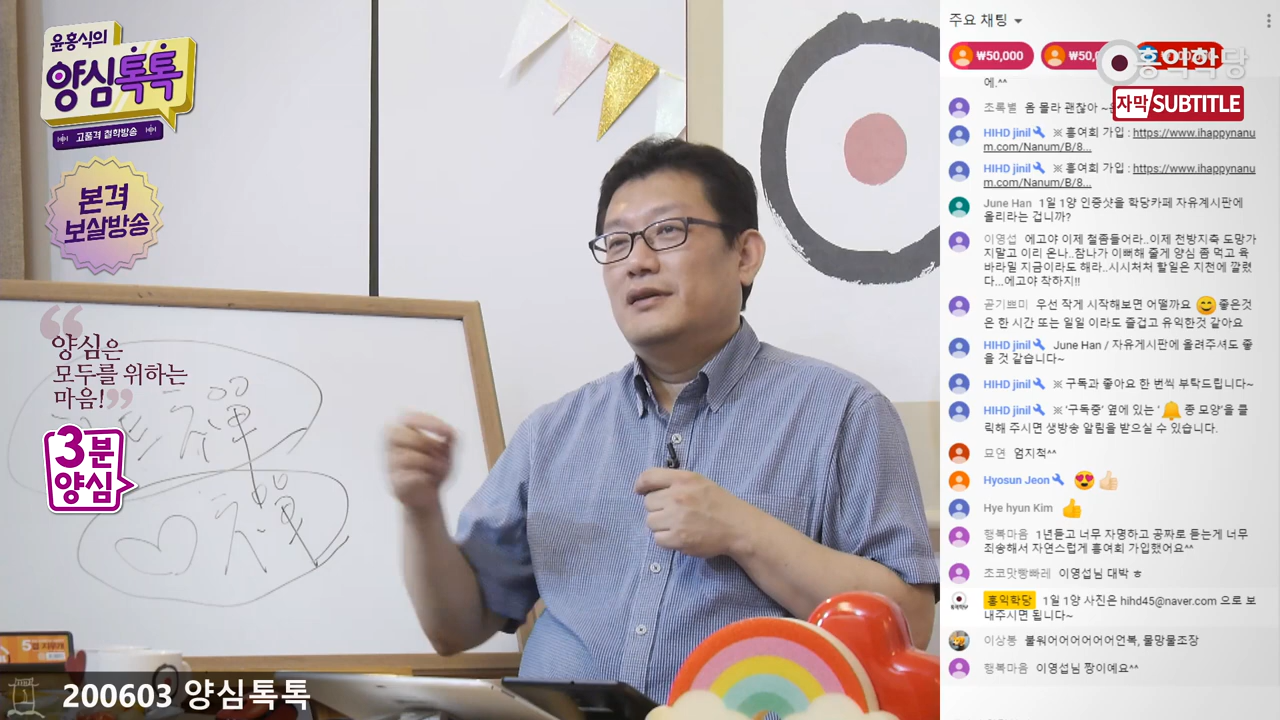 윤홍식의
양심톡톡
고품격 철학방송
본격
보살방송
양심은
모두를 위하는
마음!
3분
양심
禪
禪
200603 양심톡톡
주요 채팅
₩50,000
홍익학당
자막 SUBTITLE
에.^^
초록별 옴 몰라 괜찮아
HIHD jinil ※ 홍여회 가입 : https://www.ihappynanu
m.com/Nanum/B/8...
HIHD jinil ※ 홍여회 가입 : https://www.ihappynanu
m.com/Nanum/B/8...
June Han 1일 1양 인증샷을 학당카페 자유계시판에
올리라는 겁니까?
이영섭 에고야 이제 철좀들어라..이제 천방지축 도망가
지말고 이리 온나..참나가 이뻐해 줄게 양심 좀 먹고 육
바라밀 지금이라도 해라..시시처처 할일은 지천에 깔렸
다...에고야 착하지!!
곧기쁘미 우선 작게 시작해보면 어떨까요 😊좋은것
은 한 시간 또는 일일 이라도 즐겁고 유익한것 같아요
HIHD jinil June Han / 자유게시판에 올려주셔도 좋
을 것 같습니다~
HIHD jinil ※ 구독과 좋아요 한 번씩 부탁드립니다~
HIHD jinil ※ '구독중' 옆에 있는 '🔔종 모양'을 클
릭해 주시면 생방송 알림을 받으실 수 있습니다.
묘연 엄지척^^
Hyosun Jeon 😍👍🏻
Hye hyun Kim 👍
행복마음 1년듣고 너무 자명하고 공짜로 듣는게 너무
죄송해서 자연스럽게 홍여회 가입했어요^^
초코맛빵빠레 이영섭님 대박 ㅎ
홍익학당 1일 1양 사진은 hihd45@naver.com 으로 보
내주시면 됩니다~
이상통 불워어어어어어어언복, 물망물조장
행복마음 이영섭님 짱이예요^^